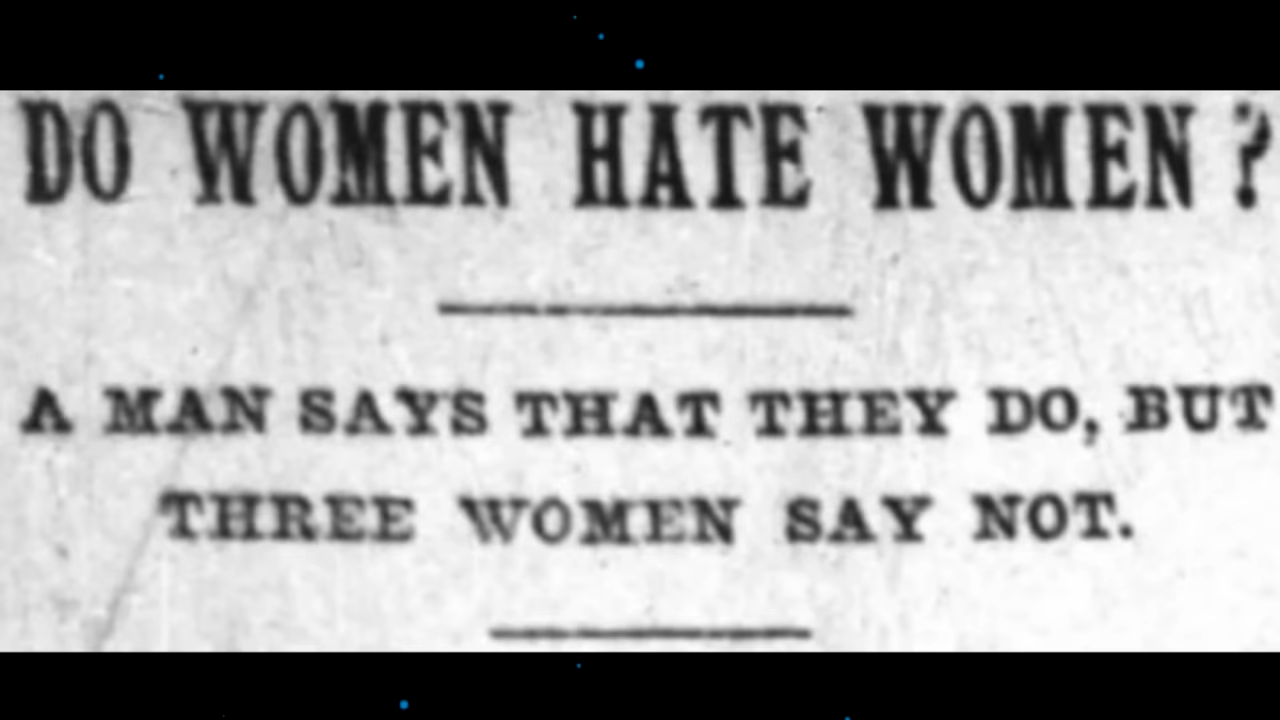 DO WOMEN HATE WOMEN?
A MAN SAYS THAT THEY DO, BUT
THREE WOMEN SAY NOT.